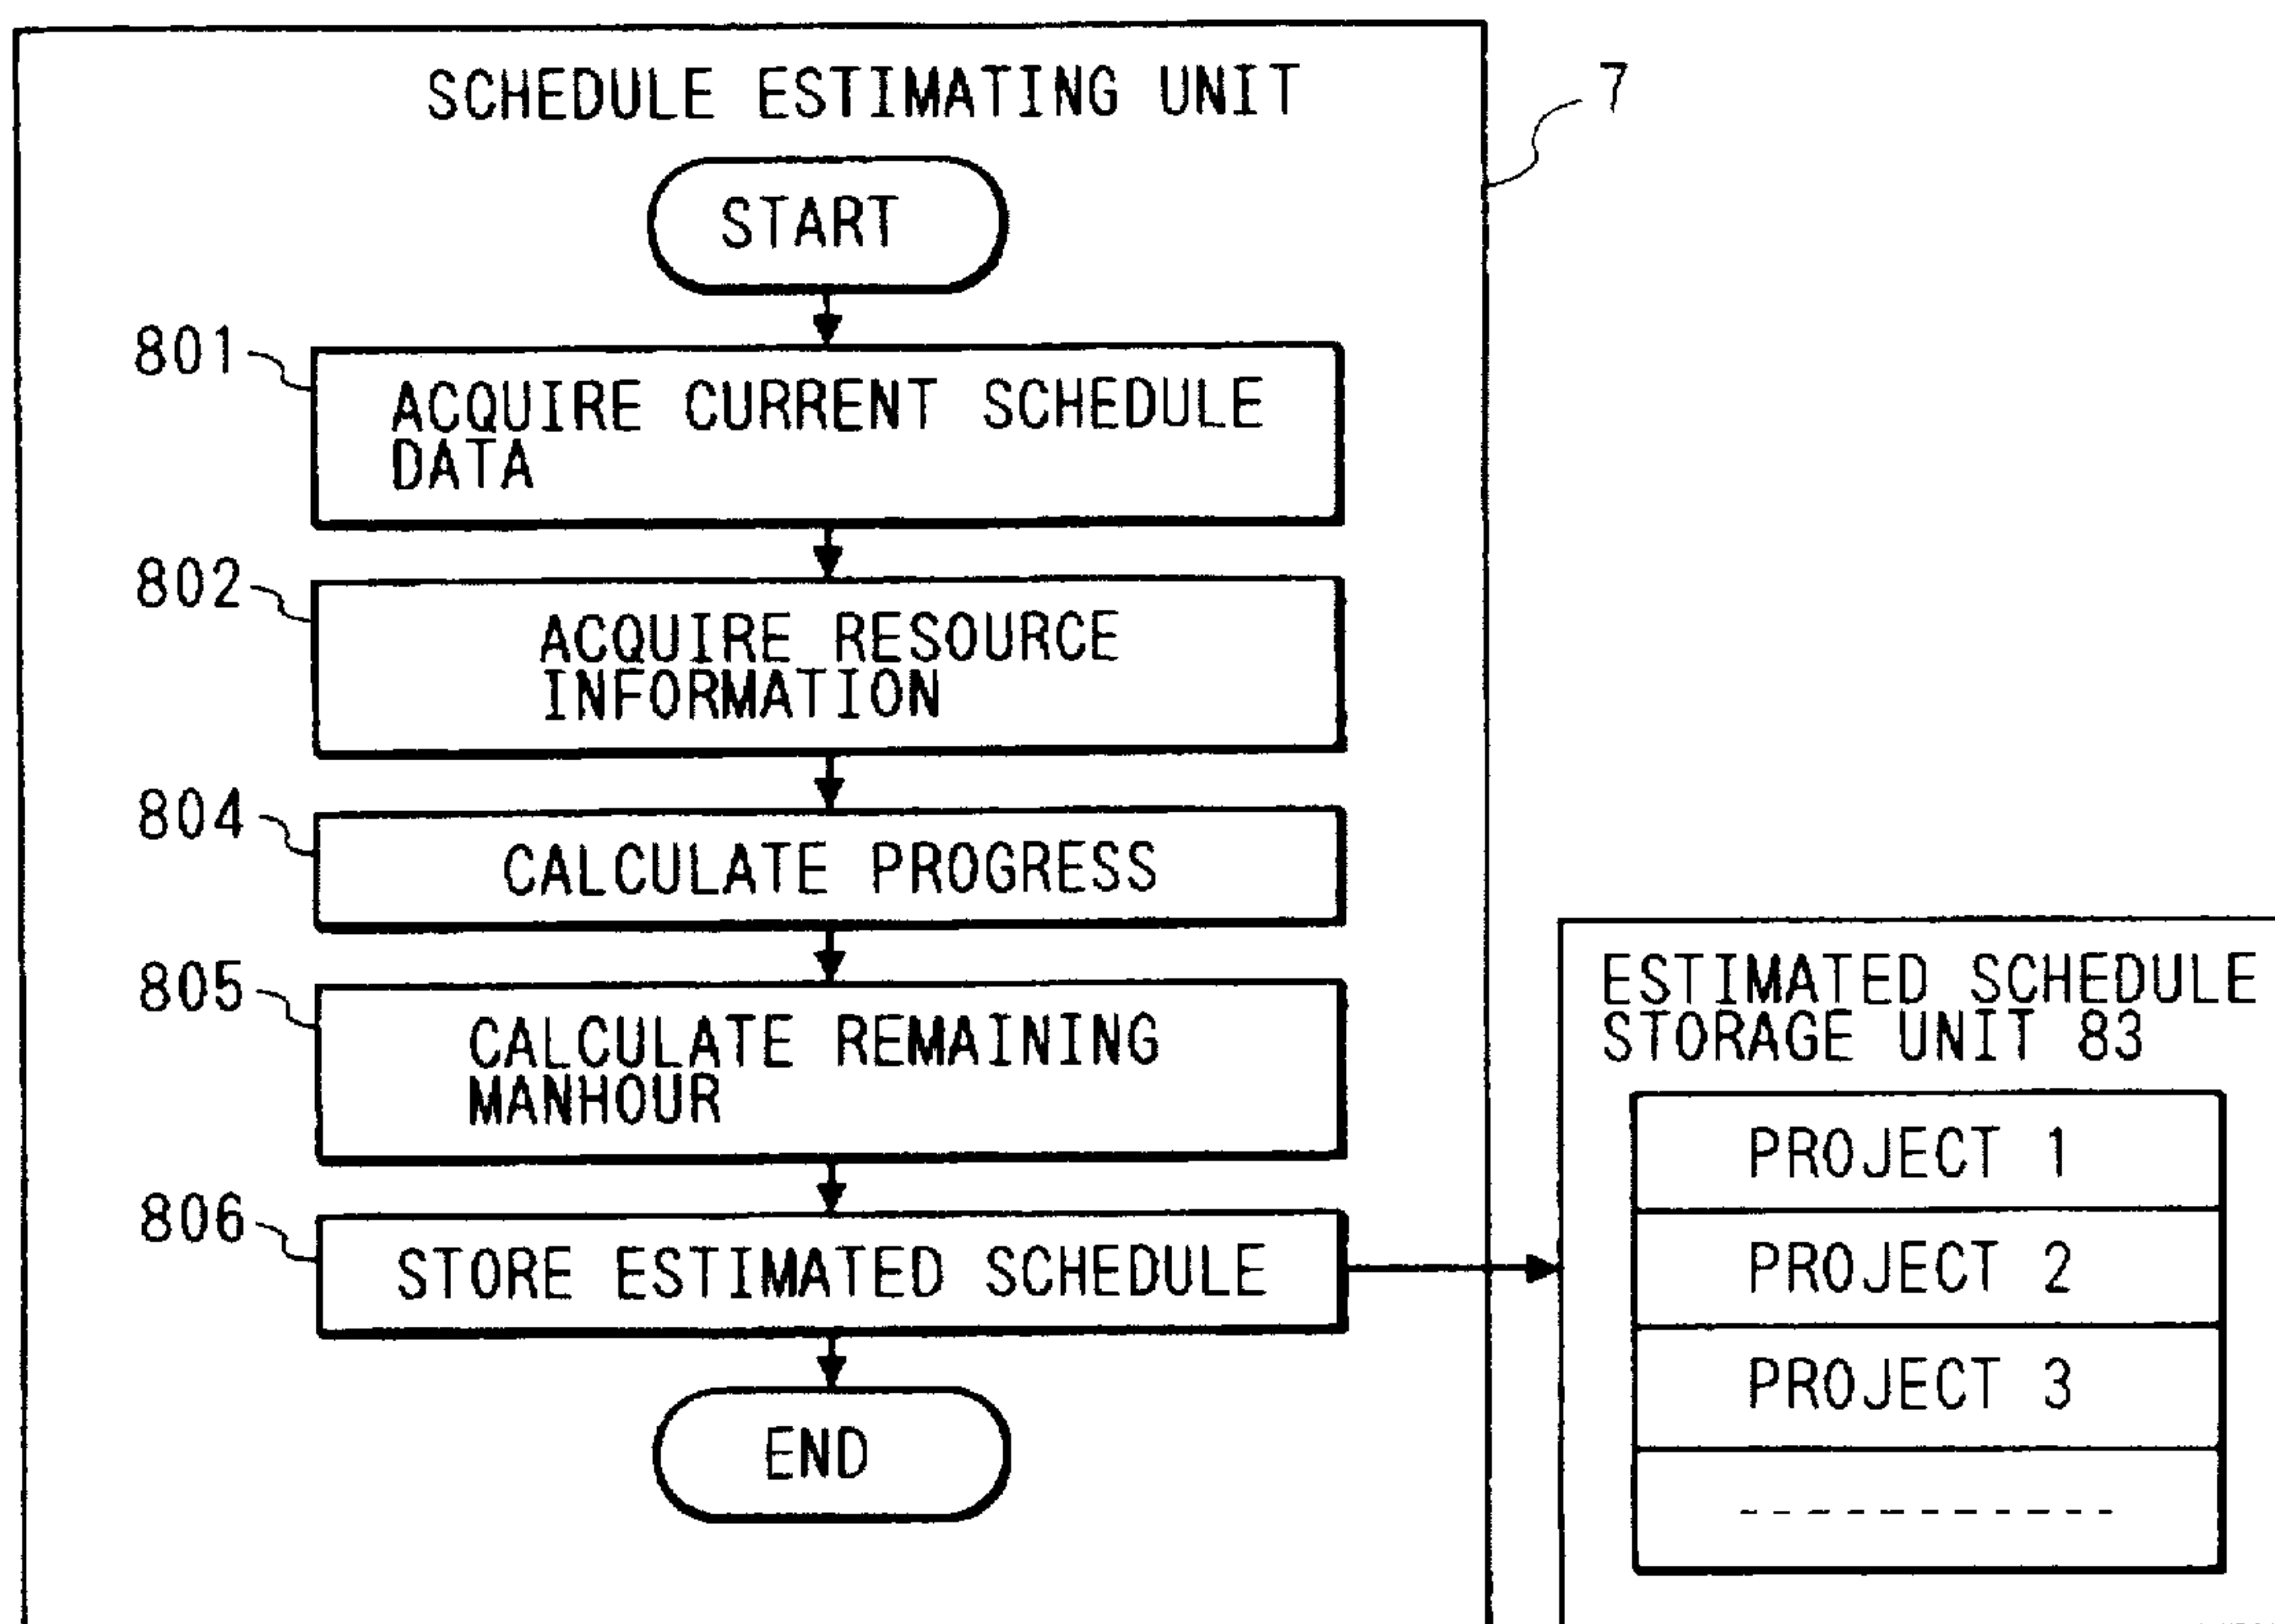 SCHEDULE ESTIMATING UNIT
7
START
801
ACQUIRE CURRENT SCHEDULE
DATA
802
ACQUIRE RESOURCE
INFORMATION
804
CALCULATE PROGRESS
805
CALCULATE REMAINING
MANHOUR
806
STORE ESTIMATED SCHEDULE
END
ESTIMATED SCHEDULE
STORAGE UNIT 83
PROJECT 1
PROJECT 2
PROJECT 3